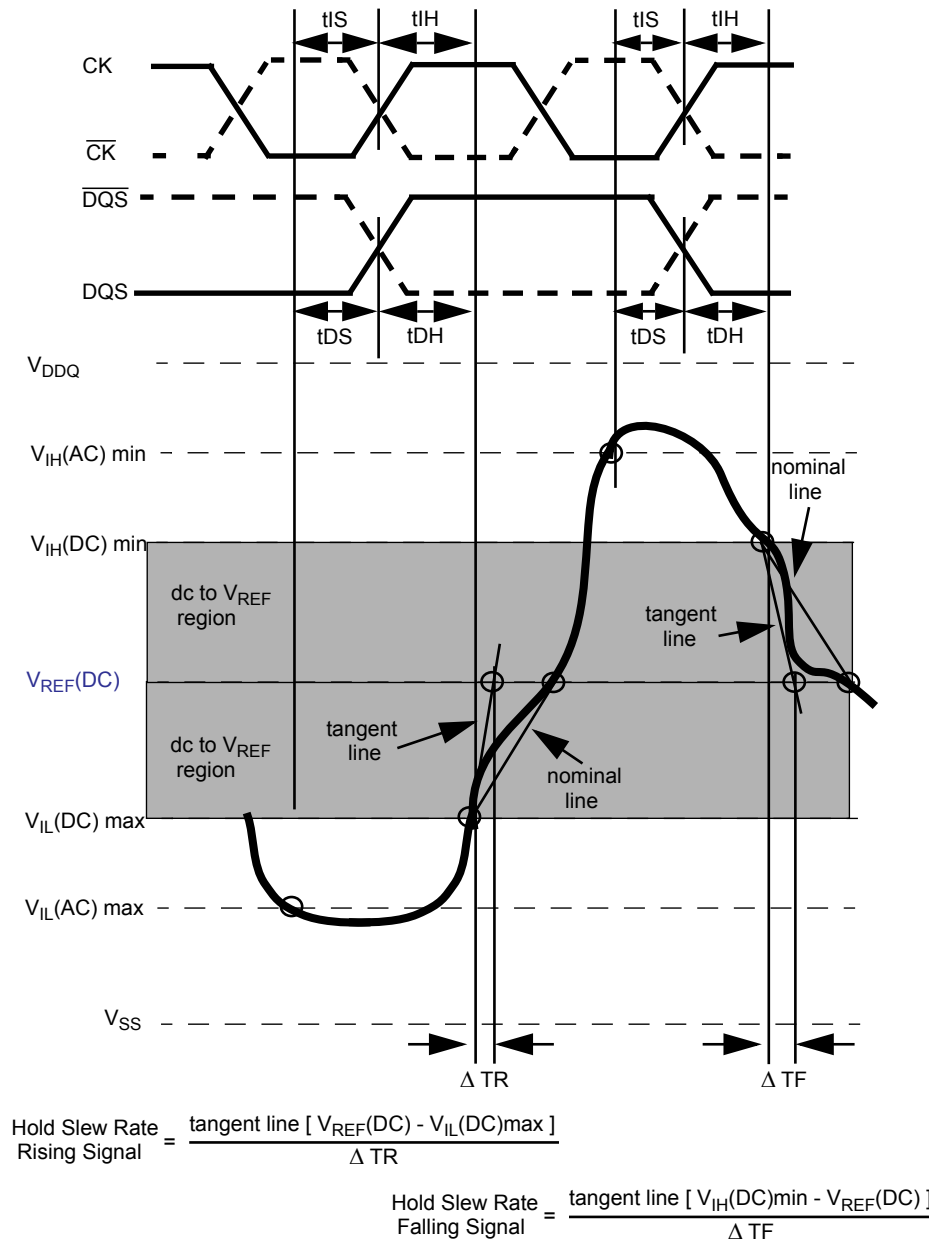 tIS tIH tIS tIH
CK
C̅K̅
D̅Q̅S̅
DQS
tDS tDH tDS tDH
VDDQ
VIH(AC) min
nominal
line
VIH(DC) min
dc to VREF
region
tangent
line
VREF(DC)
tangent
line
dc to VREF
region
nominal
line
VIL(DC) max
VIL(AC) max
VSS
Δ TR Δ TF
Hold Slew Rate
Rising Signal
=
tangent line [ VREF(DC) - VIL(DC)max ]
Δ TR
Hold Slew Rate
Falling Signal
=
tangent line [ VIH(DC)min - VREF(DC) ]
Δ TF